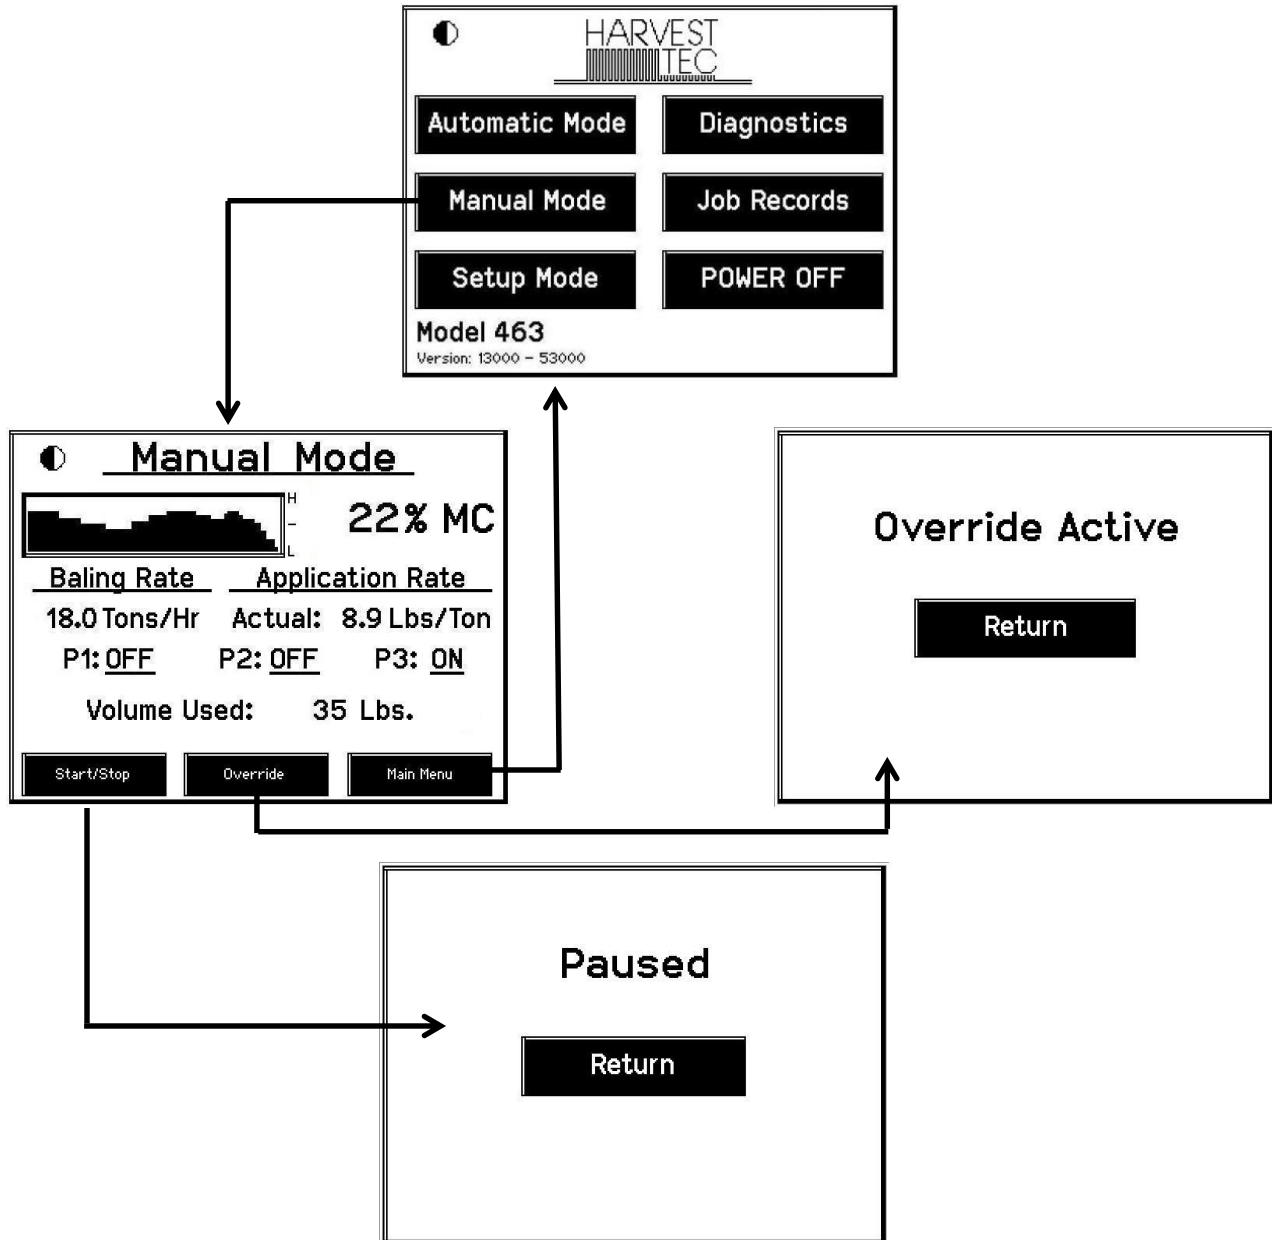 HARVEST
TEC
Automatic Mode
Diagnostics
Manual Mode
Job Records
Setup Mode
POWER OFF
Model 463
Version: 13000 - 53000
Manual Mode
H
-
L
22% MC
Baling Rate
Application Rate
18.0 Tons/Hr
Actual: 8.9 Lbs/Ton
P1: OFF
P2: OFF
P3: ON
Volume Used: 35 Lbs.
Start/Stop
Override
Main Menu
Override Active
Return
Paused
Return